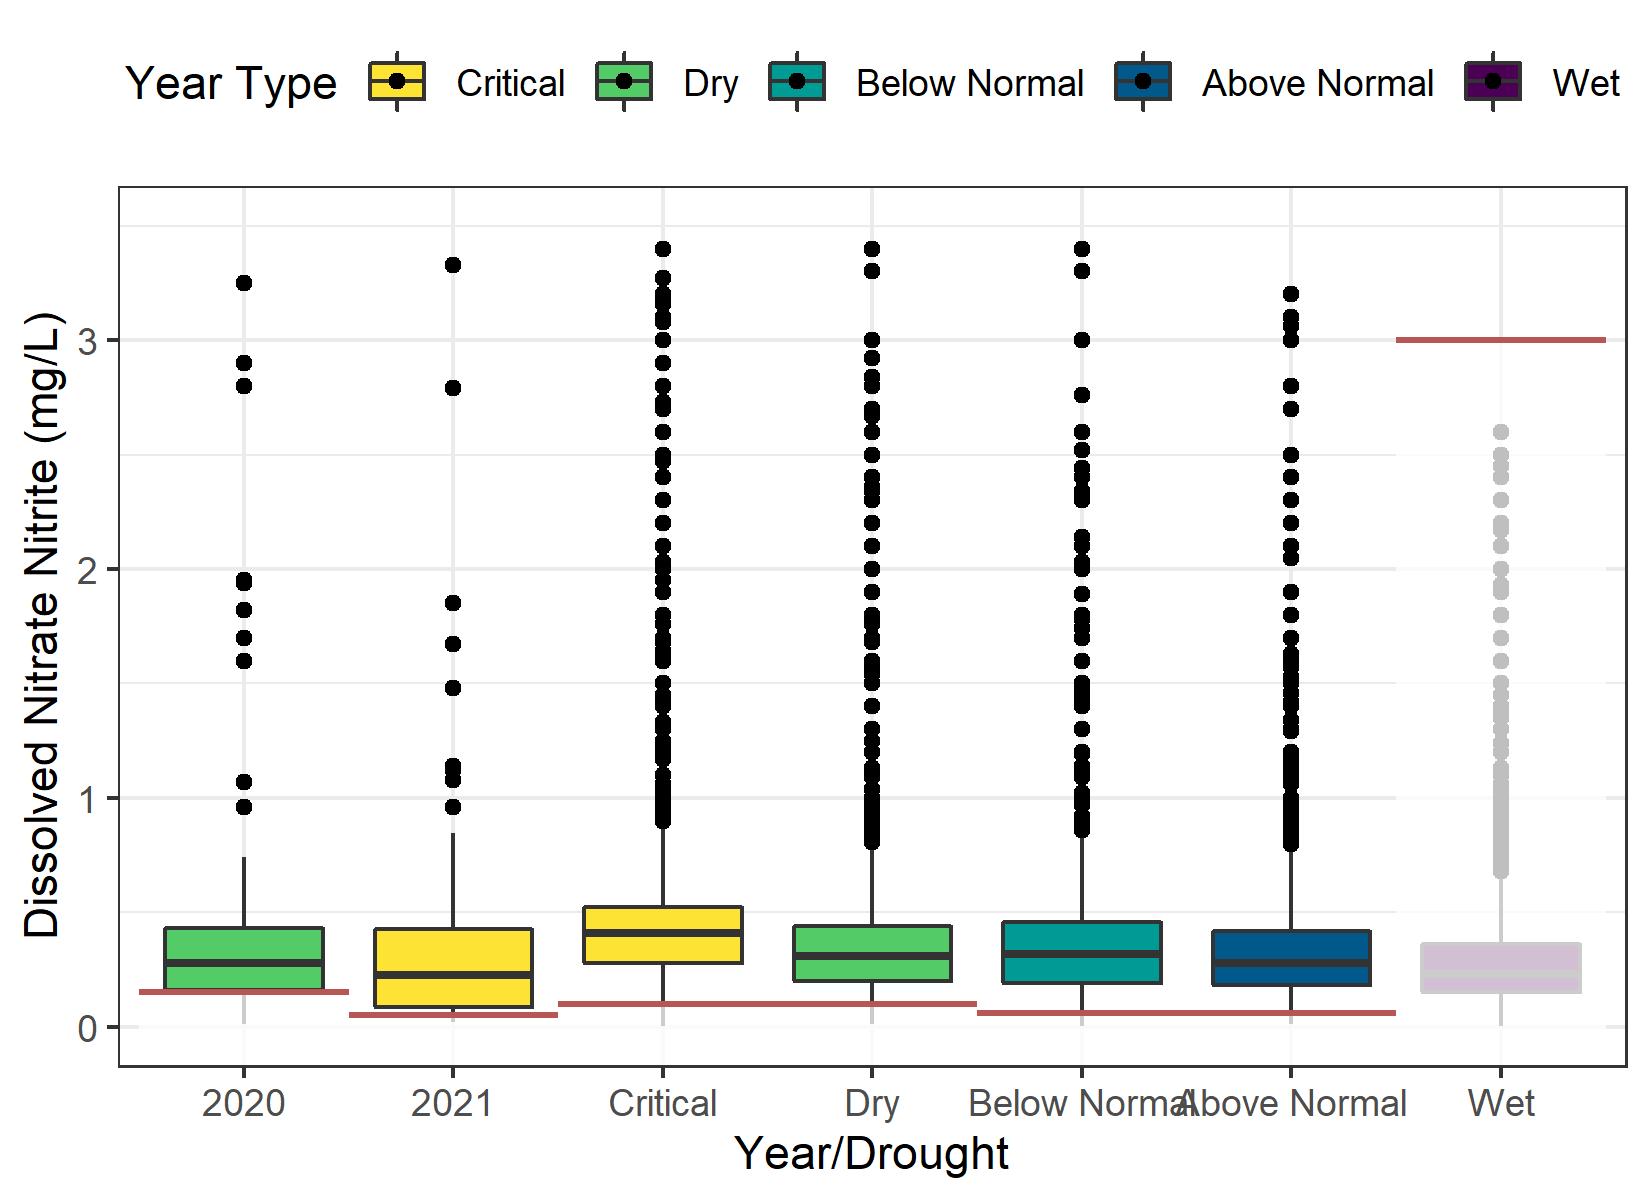 Year Type Critical Dry Below Normal Above Normal Wet
Dissolved Nitrate Nitrite (mg/L)
3
2
1
0
2020 2021 Critical Dry Below Normal Above Normal Wet
Year/Drought